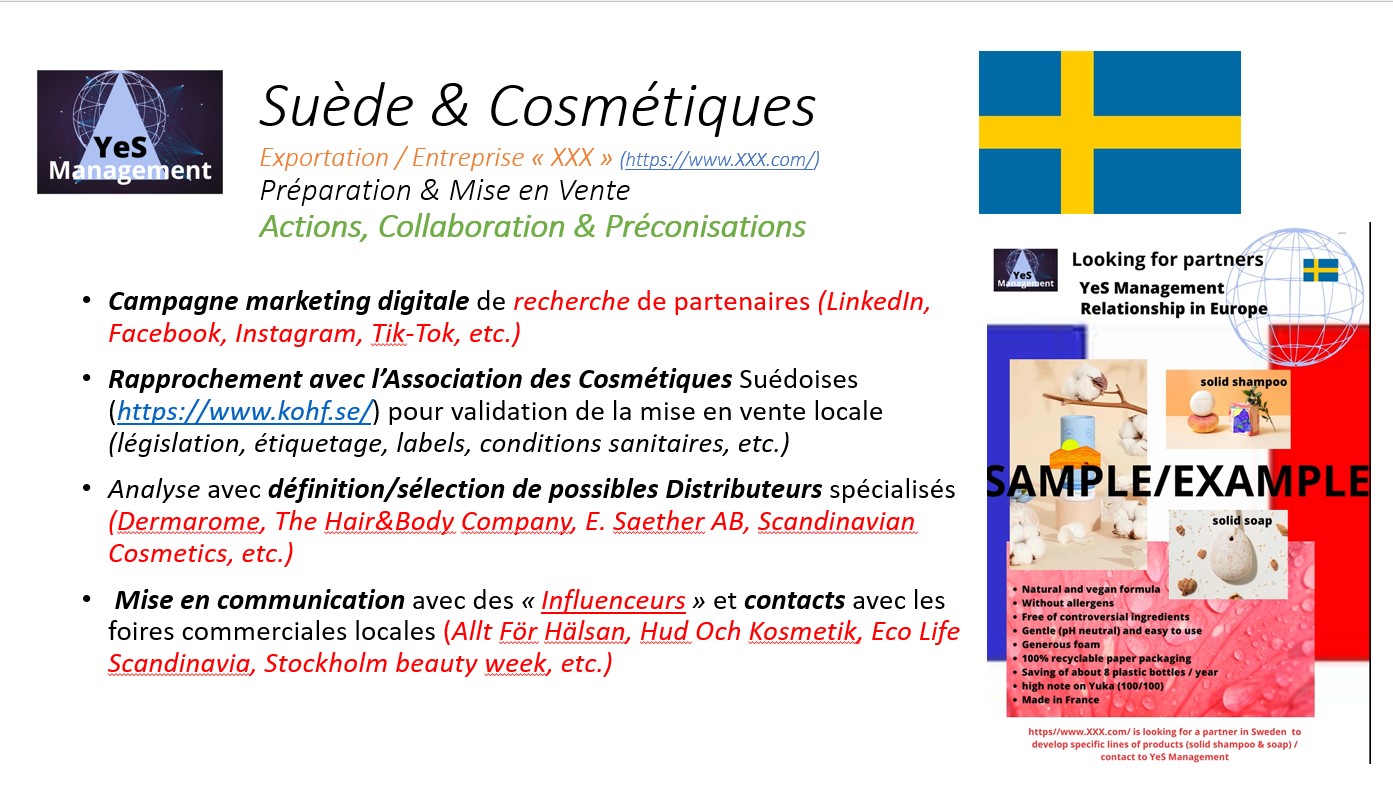 YeS
Management
Suède & Cosmétiques
Exportation / Entreprise « XXX » (https://www.XXX.com/)
Préparation & Mise en Vente
Actions, Collaboration & Préconisations
• Campagne marketing digitale de recherche de partenaires (LinkedIn,
Facebook, Instagram, Tik-Tok, etc.)
• Rapprochement avec l’Association des Cosmétiques Suédoises
(https://www.kohf.se/) pour validation de la mise en vente locale
(législation, étiquetage, labels, conditions sanitaires, etc.)
• Analyse avec définition/sélection de possibles Distributeurs spécialisés
(Dermarome, The Hair&Body Company, E. Saether AB, Scandinavian
Cosmetics, etc.)
• Mise en communication avec des « Influenceurs » et contacts avec les
foires commerciales locales (Allt För Hälsan, Hud Och Kosmetik, Eco Life
Scandinavia, Stockholm beauty week, etc.)
YeS
Management
Looking for partners
YeS Management
Relationship in Europe
solid shampoo
SAMPLE/EXAMPLE
solid soap
• Natural and vegan formula
• Without allergens
• Free of controversial ingredients
• Gentle (pH neutral) and easy to use
• Generous foam
• 100% recyclable paper packaging
• Saving of about 8 plastic bottles / year
• high note on Yuka (100/100)
• Made in France
https//www.XXX.com/ is looking for a partner in Sweden to
develop specific lines of products (solid shampoo & soap) /
contact to YeS Management